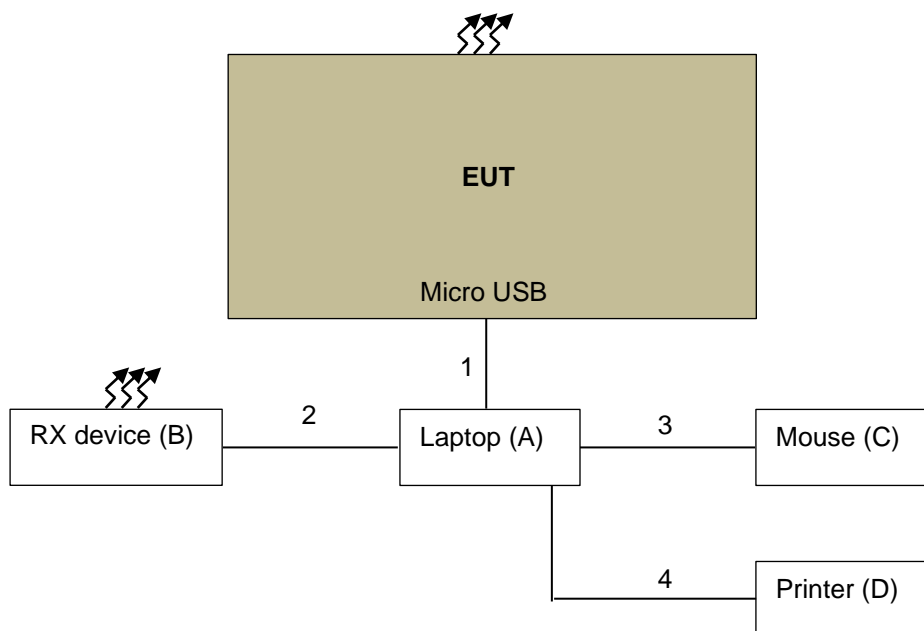 EUT
Micro USB
1
RX device (B)
2
Laptop (A)
3
Mouse (C)
4
Printer (D)